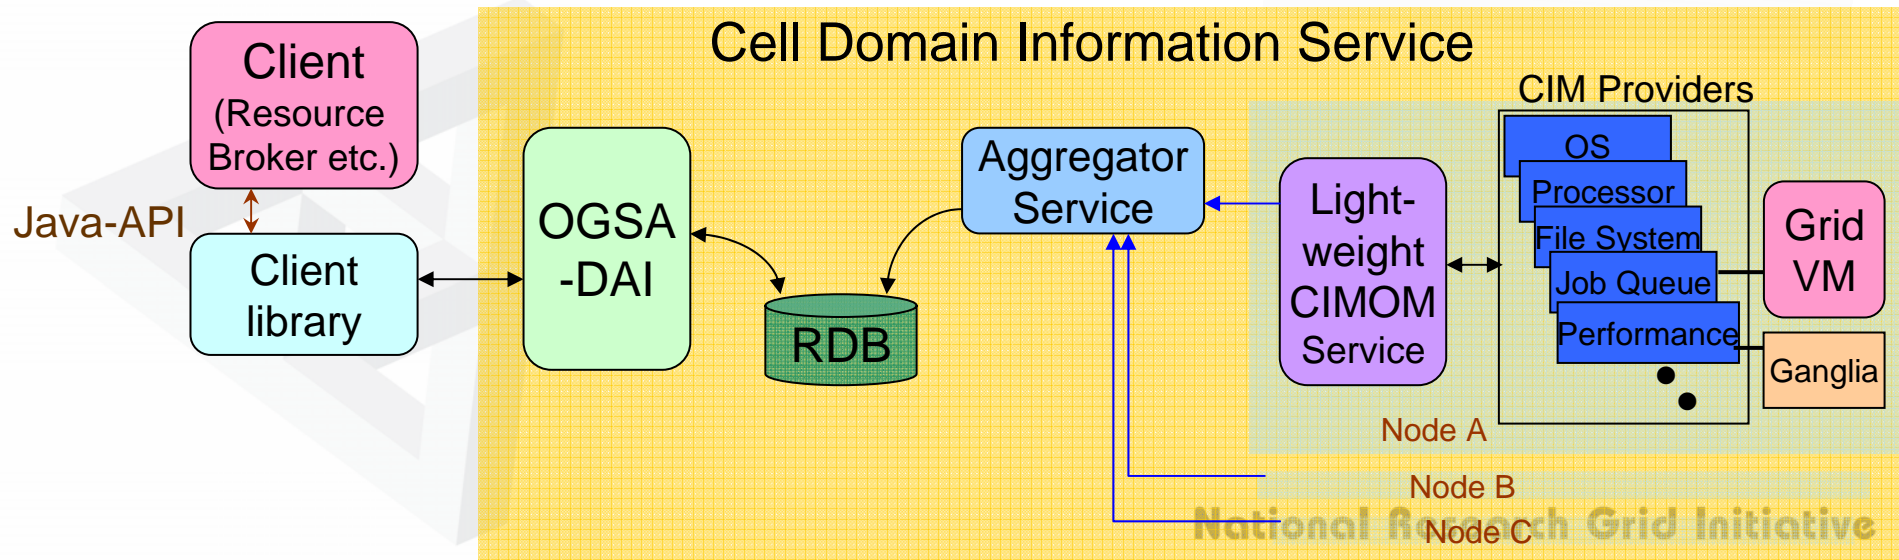 Cell Domain Information Service
Client
(Resource
Broker etc.)
Java-API
Client
library
OGSA
-DAI
RDB
Aggregator
Service
Light-
weight
CIMOM
Service
CIM Providers
OS
Processor
File System
Job Queue
Performance
Grid
VM
Ganglia
Node A
Node B
Node C
National Research Grid Initiative